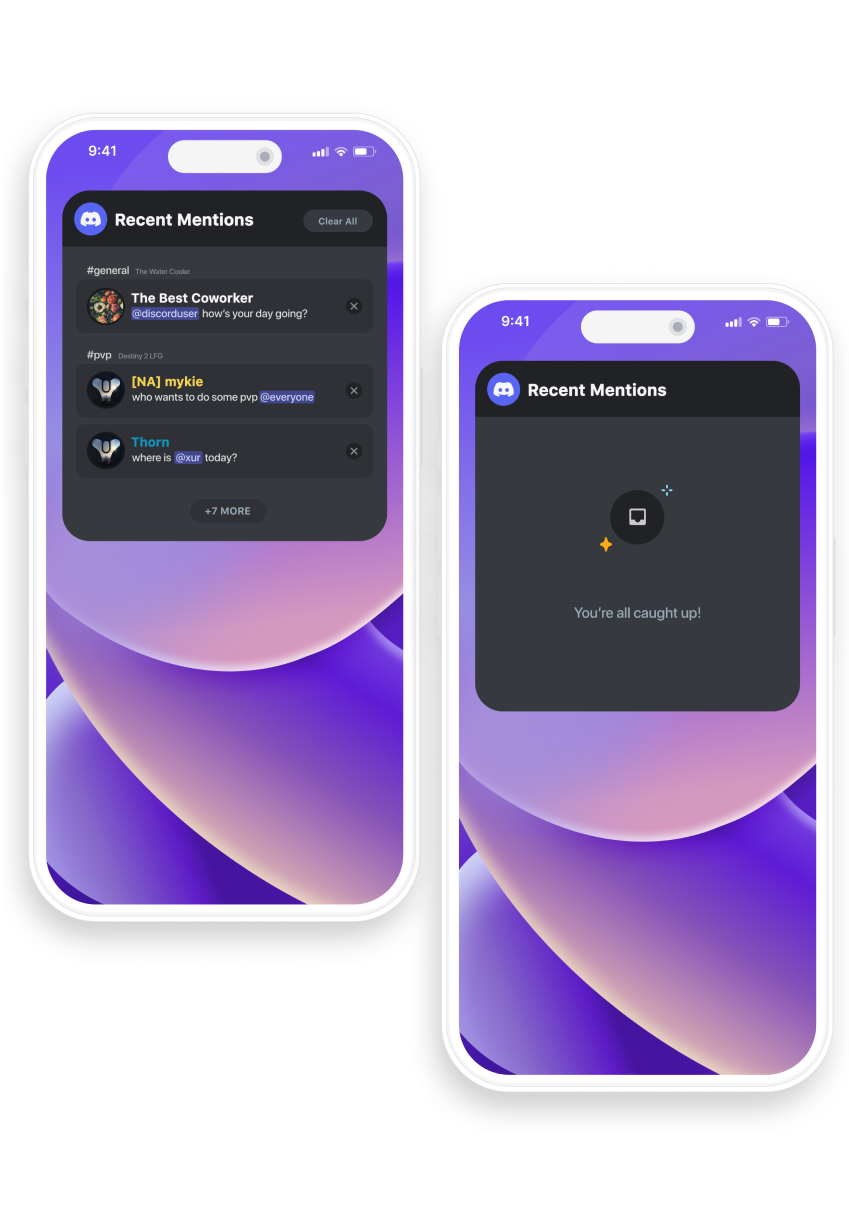 9:41
Recent Mentions
Clear All
#general The Water Cooler
The Best Coworker
@discorduser how's your day going?
#pvp Destiny 2 LFG
[NA] mykie
who wants to do some pvp @everyone
Thorn
where is @xur today?
+7 MORE
9:41
Recent Mentions
You're all caught up!